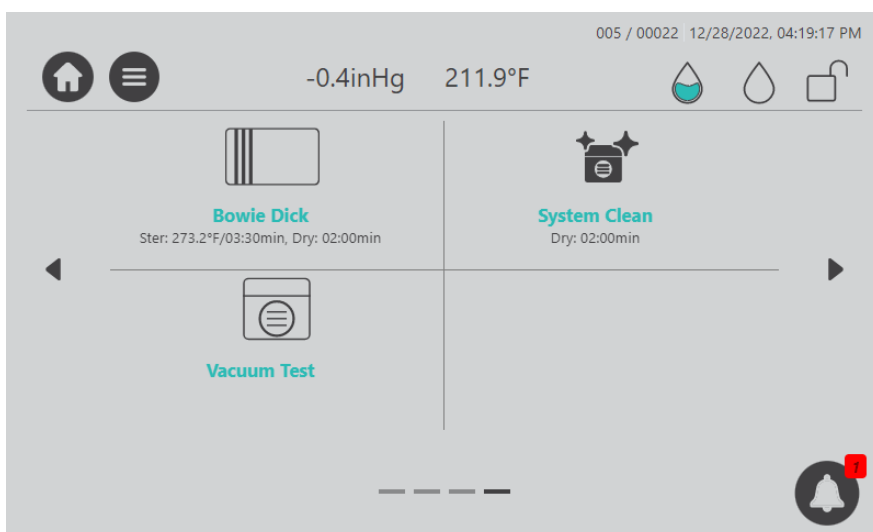 005 / 00022 12/28/2022, 04:19:17 PM
-0.4inHg 211.9°F
Bowie Dick
Ster: 273.2°F/03:30min, Dry: 02:00min
System Clean
Dry: 02:00min
Vacuum Test
1